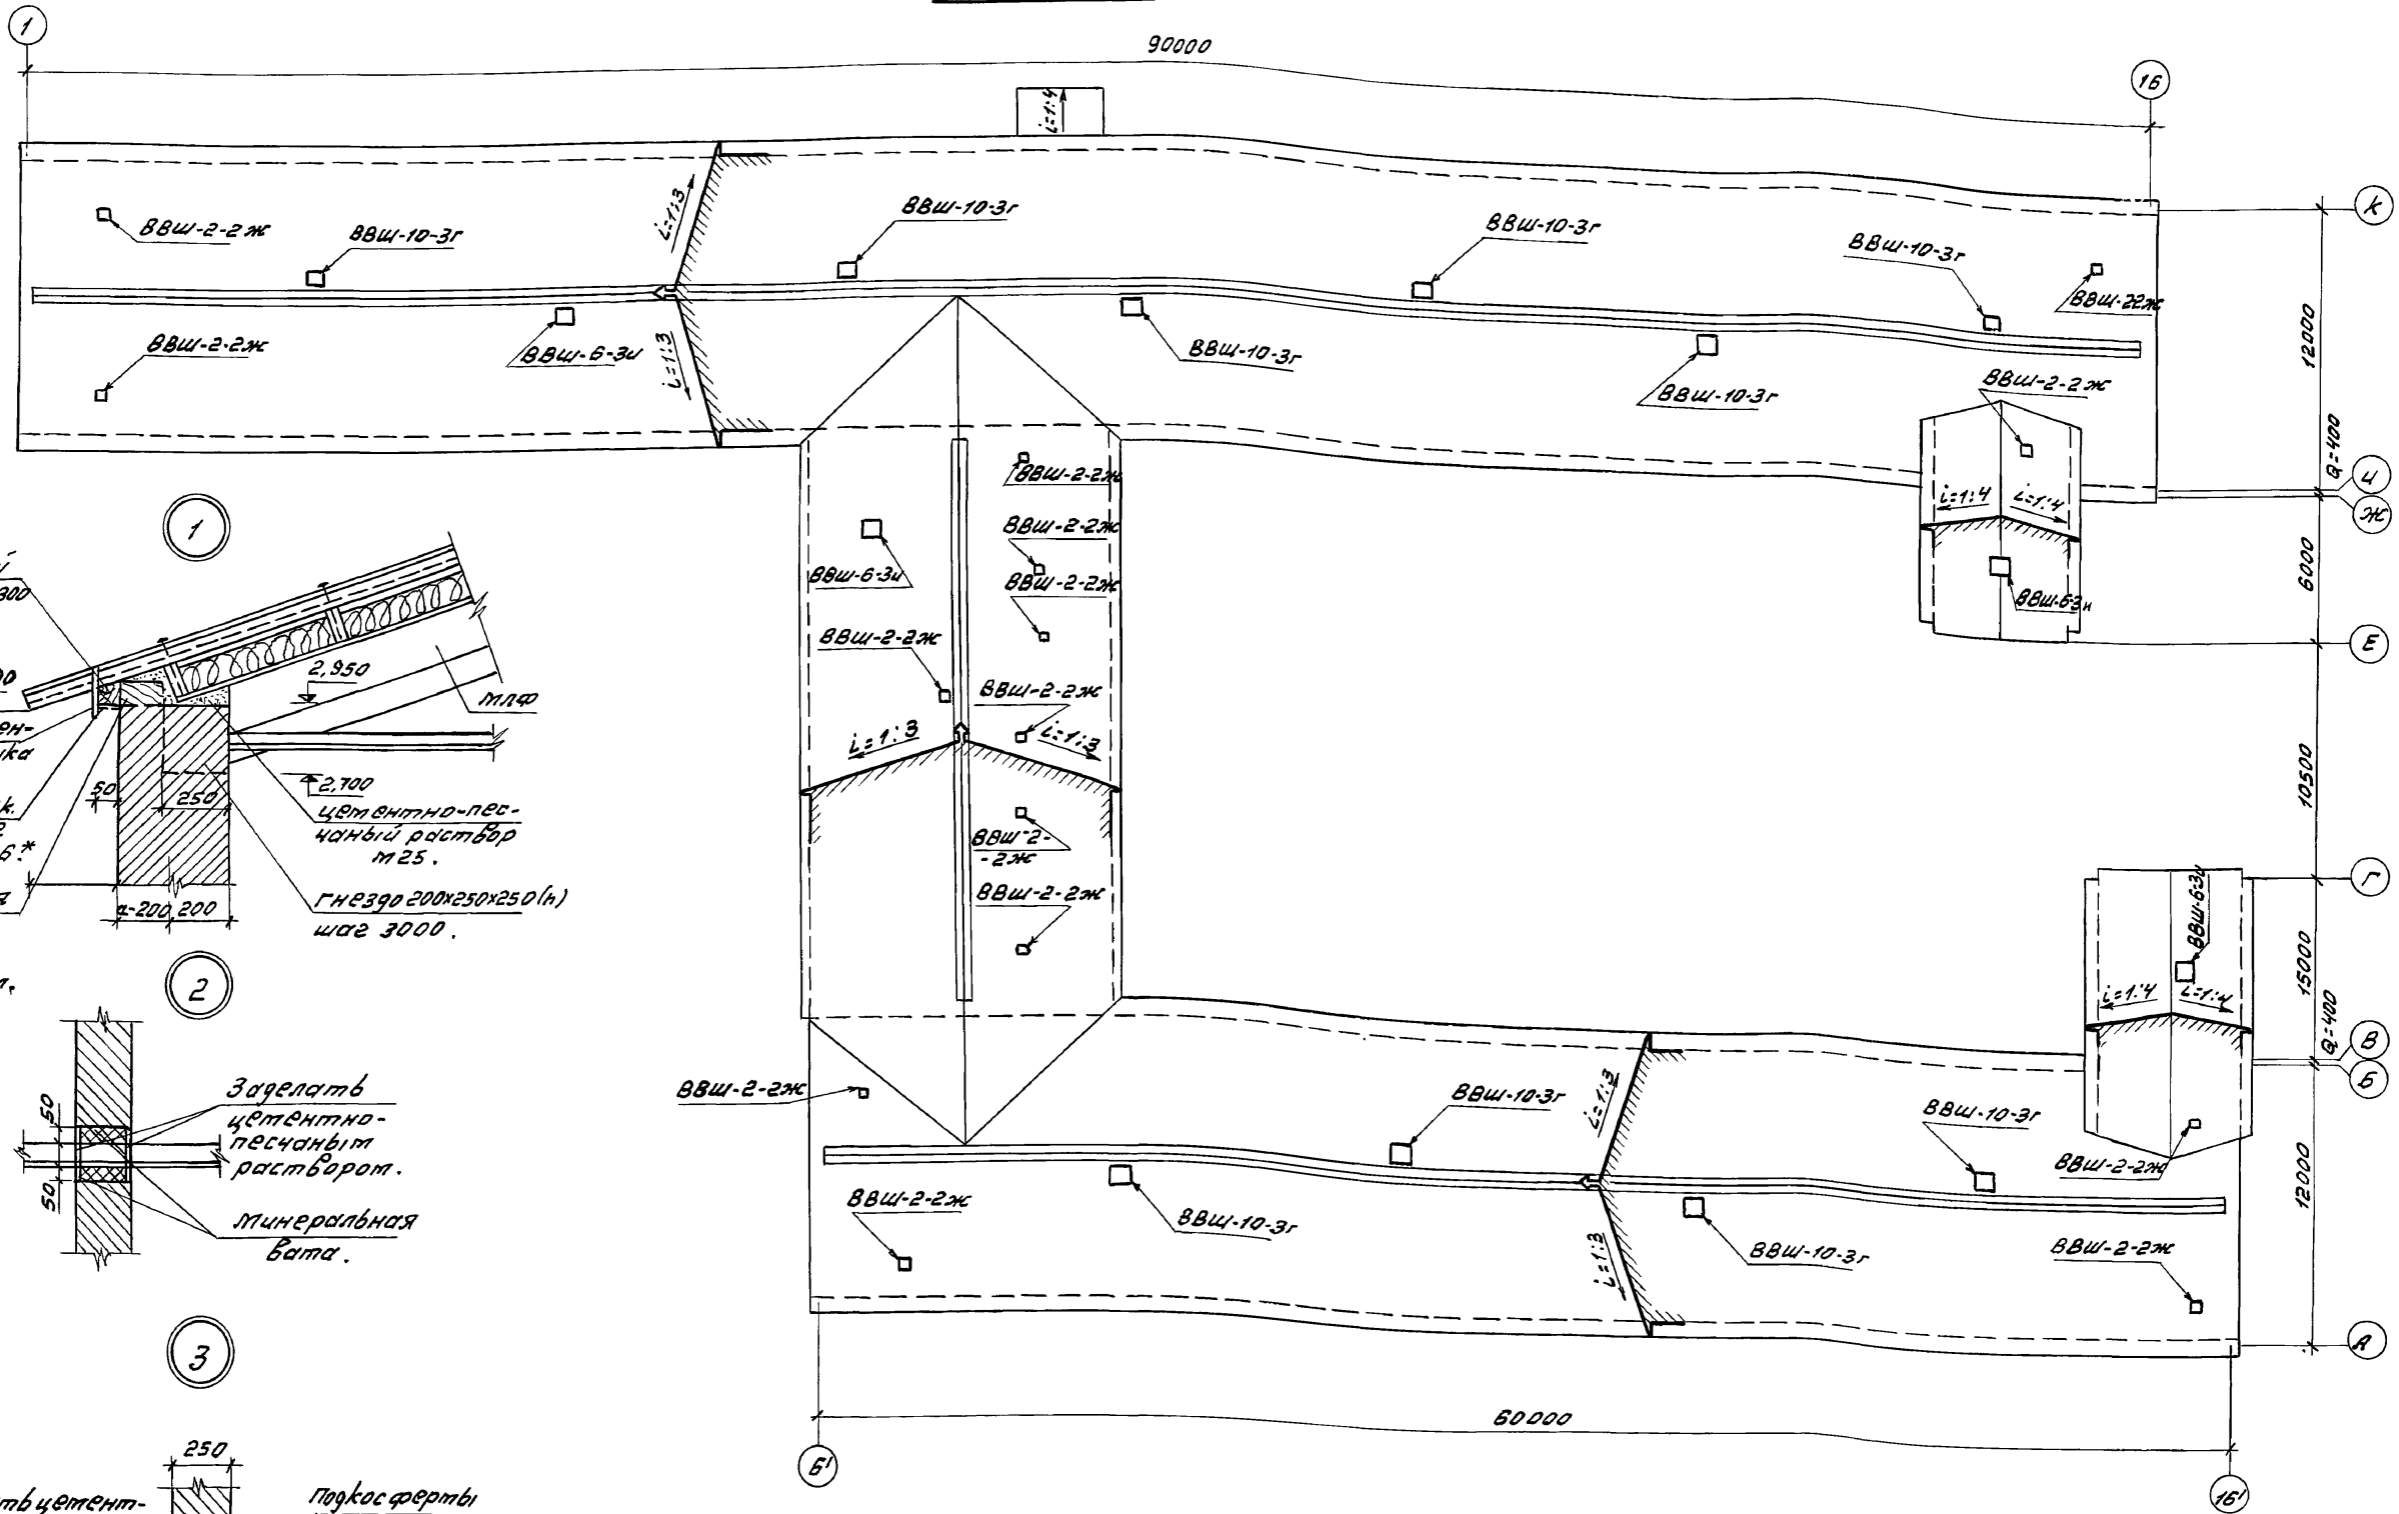 1
90000
16
i=1:4
К
ВВШ-2-2ж
ВВШ-10-3г
i=1:3
ВВШ-10-3г
ВВШ-10-3г
ВВШ-10-3г
ВВШ-22ж
12000
ВВШ-2-2ж
ВВШ-6-3и
i=1:3
ВВШ-10-3г
ВВШ-10-3г
ВВШ-2-2ж
а=400
И
Ж
i=1:4
i=1:4
ВВШ-6-3и
6000
Е
ВВШ-2-2ж
ВВШ-2-2ж
ВВШ-6-3и
ВВШ-2-2ж
ВВШ-2-2ж
ВВШ-2-2ж
i=1:3
i=1:3
10500
ВВШ-2-
-2ж
ВВШ-2-2ж
Г
ВВШ-6-3и
15000
i=1:4
i=1:4
а=400
В
Б
ВВШ-2-2ж
ВВШ-10-3г
i=1:3
ВВШ-10-3г
ВВШ-2-2ж
12000
ВВШ-2-2ж
ВВШ-10-3г
i=1:3
ВВШ-10-3г
ВВШ-2-2ж
А
60000
6'
16'
1
2,950
МЛФ
2,700
50
250
цементно-пес-
чаный раствор
М25.
а-200
200
гнездо 200х250х250(h)
шаг 3000.
2
50
50
Заделать
цементно-
песчаным
раствором.
Минеральная
вата.
3
250
Подкос фермы